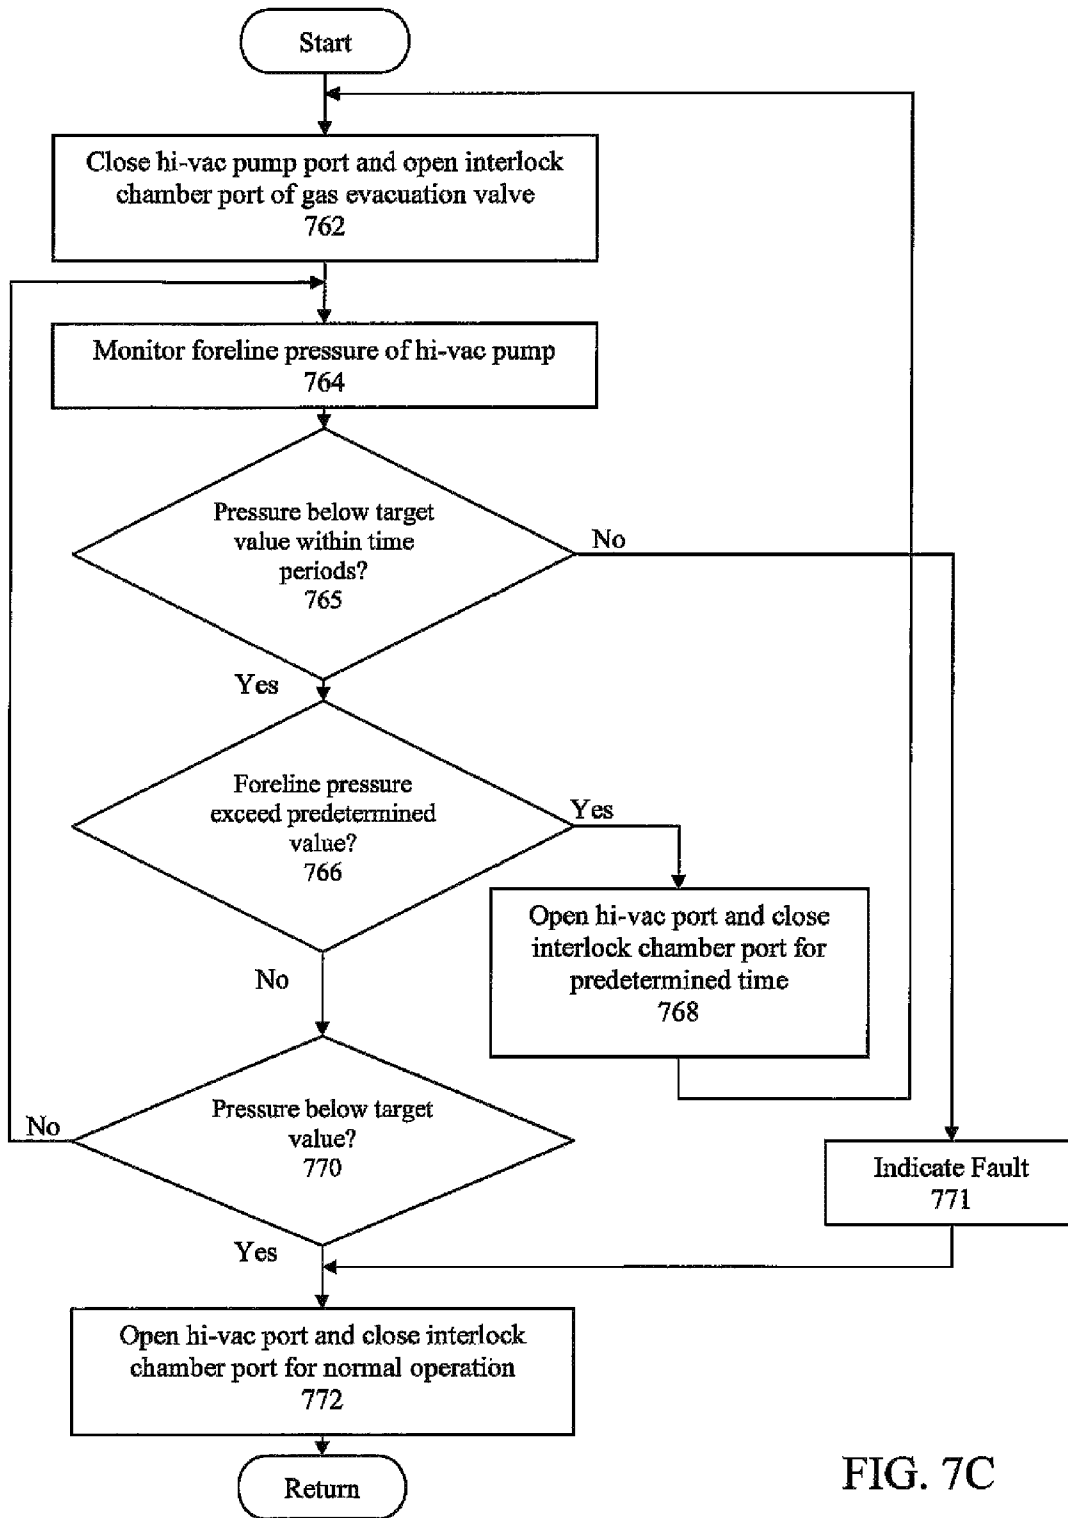 Start
Close hi-vac pump port and open interlock
chamber port of gas evacuation valve
762
Monitor foreline pressure of hi-vac pump
764
Pressure below target
value within time
periods?
765
No
Yes
Foreline pressure
exceed predetermined
value?
766
Yes
Open hi-vac port and close
interlock chamber port for
predetermined time
768
No
Pressure below target
value?
770
No
Indicate Fault
771
Yes
Open hi-vac port and close interlock
chamber port for normal operation
772
Return
FIG. 7C